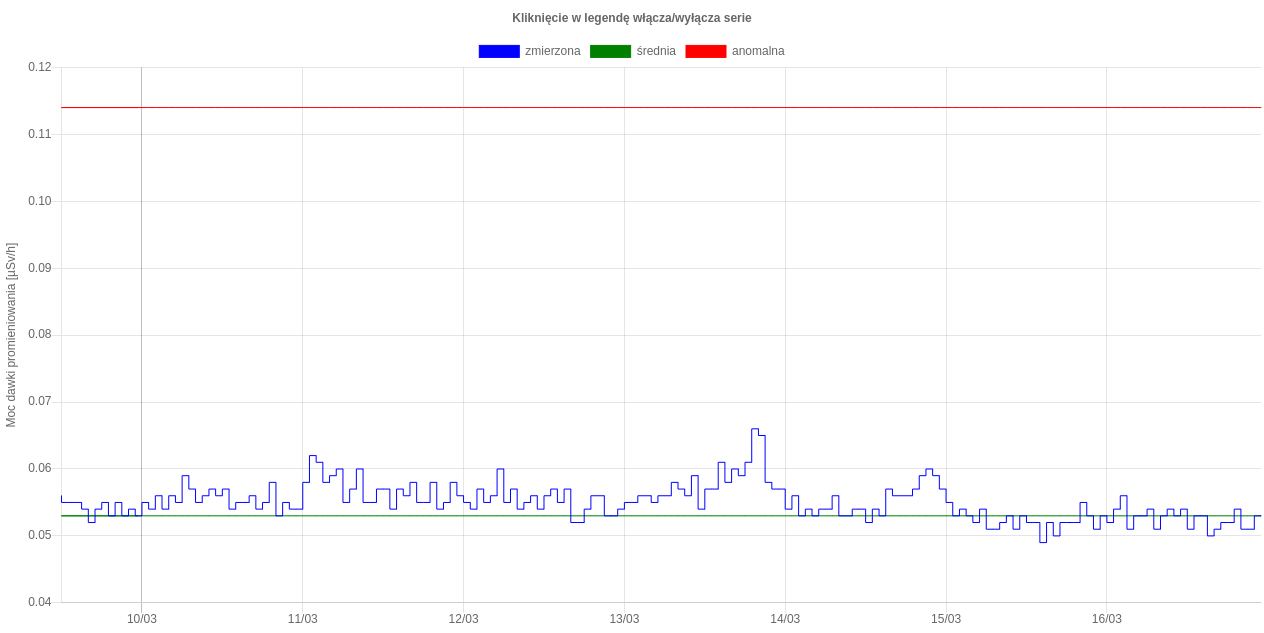 Kliknięcie w legendę włącza/wyłącza serie
zmierzona średnia anomalna
Moc dawki promieniowania [µSv/h]
0.12
0.11
0.10
0.09
0.08
0.07
0.06
0.05
0.04
10/03 11/03 12/03 13/03 14/03 15/03 16/03